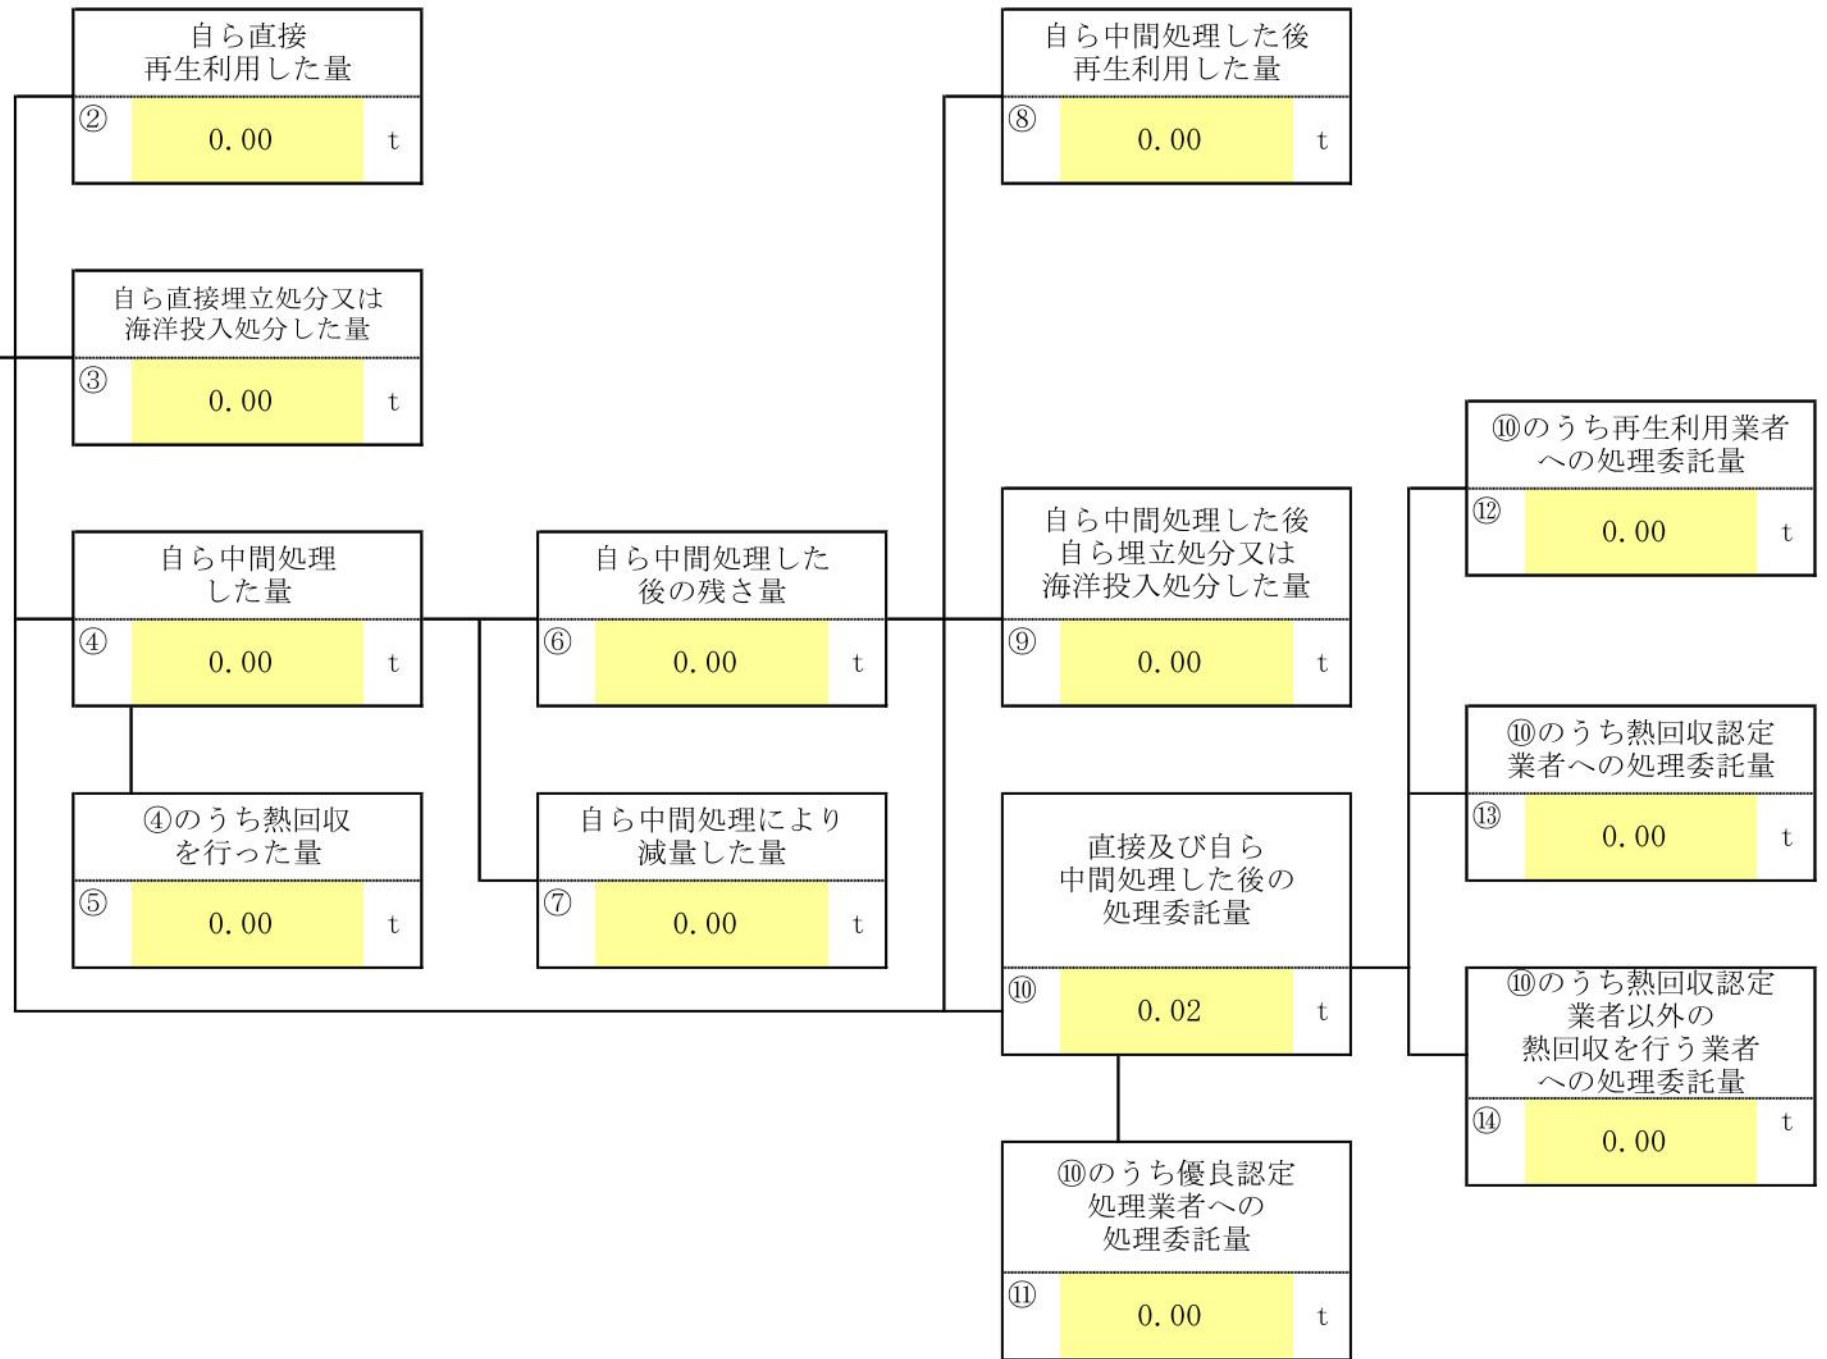 自ら直接
再生利用した量
② 0.00 t
自ら直接埋立処分又は
海洋投入処分した量
③ 0.00 t
自ら中間処理
した量
④ 0.00 t
④のうち熱回収
を行った量
⑤ 0.00 t
自ら中間処理した
後の残さ量
⑥ 0.00 t
自ら中間処理により
減量した量
⑦ 0.00 t
自ら中間処理した後
再生利用した量
⑧ 0.00 t
自ら中間処理した後
自ら埋立処分又は
海洋投入処分した量
⑨ 0.00 t
直接及び自ら
中間処理した後の
処理委託量
⑩ 0.02 t
⑩のうち優良認定
処理業者への
処理委託量
⑪ 0.00 t
⑩のうち再生利用業者
への処理委託量
⑫ 0.00 t
⑩のうち熱回収認定
業者への処理委託量
⑬ 0.00 t
⑩のうち熱回収認定
業者以外の
熱回収を行う業者
への処理委託量
⑭ 0.00 t